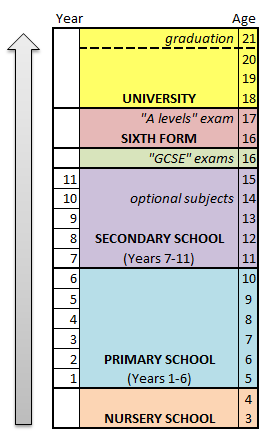 Year Age
graduation 21
20
19
UNIVERSITY 18
"A levels" exam 17
SIXTH FORM 16
"GCSE" exams 16
11 15
10 optional subjects 14
9 13
8 SECONDARY SCHOOL 12
7 (Years 7-11) 11
6 10
5 9
4 8
3 7
2 PRIMARY SCHOOL 6
1 (Years 1-6) 5
4
NURSERY SCHOOL 3